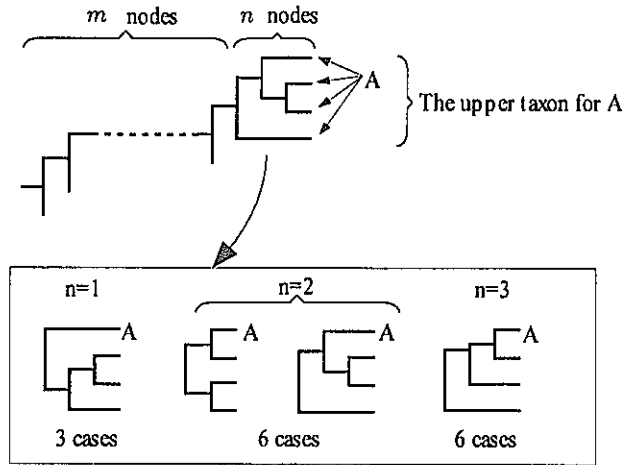 m nodes n nodes
A
The upper taxon for A
n=1 n=2 n=3
A A A A
3 cases 6 cases 6 cases